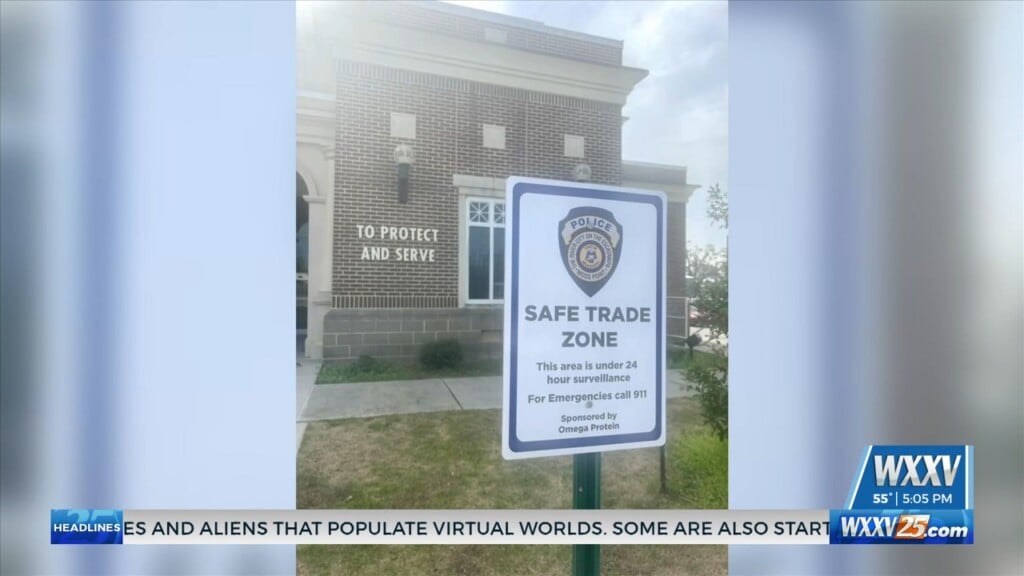 TO PROTECT
AND SERVE
POLICE
MOSS POINT
SAFE TRADE
ZONE
This area is under 24
hour surveillance
For Emergencies call 911
Sponsored by
Omega Protein
WXXV
55° 5:05 PM
HEADLINES
ES AND ALIENS THAT POPULATE VIRTUAL WORLDS. SOME ARE ALSO START
WXXV25.com